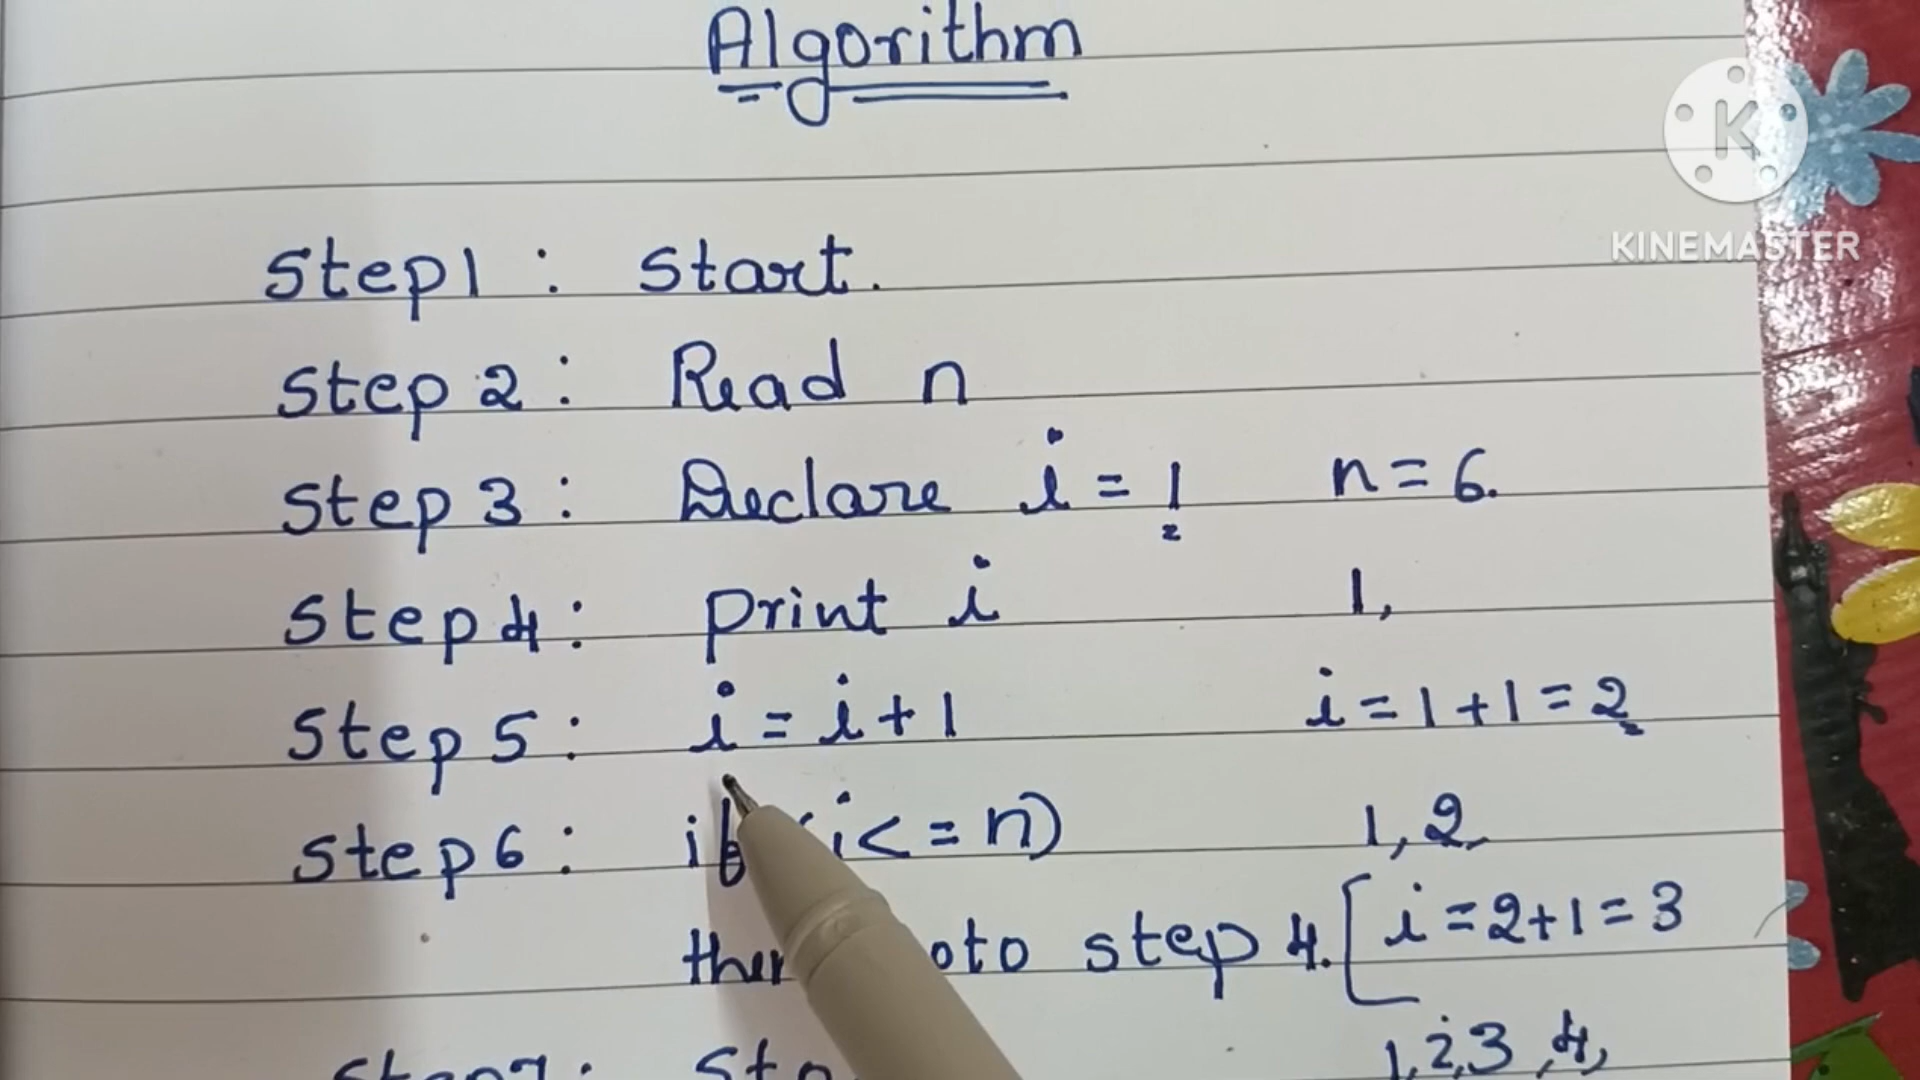 Algorithm
KINEMASTER
Step1 : Start.
Step 2 : Read n
Step 3 : Declare i = 1 n = 6.
Step 4 : Print i 1,
Step 5 : i = i + 1 i = 1 + 1 = 2
Step 6 : if (i < = n) 1, 2,
step 4. [ i = 2 + 1 = 3
1, 2, 3, 4,